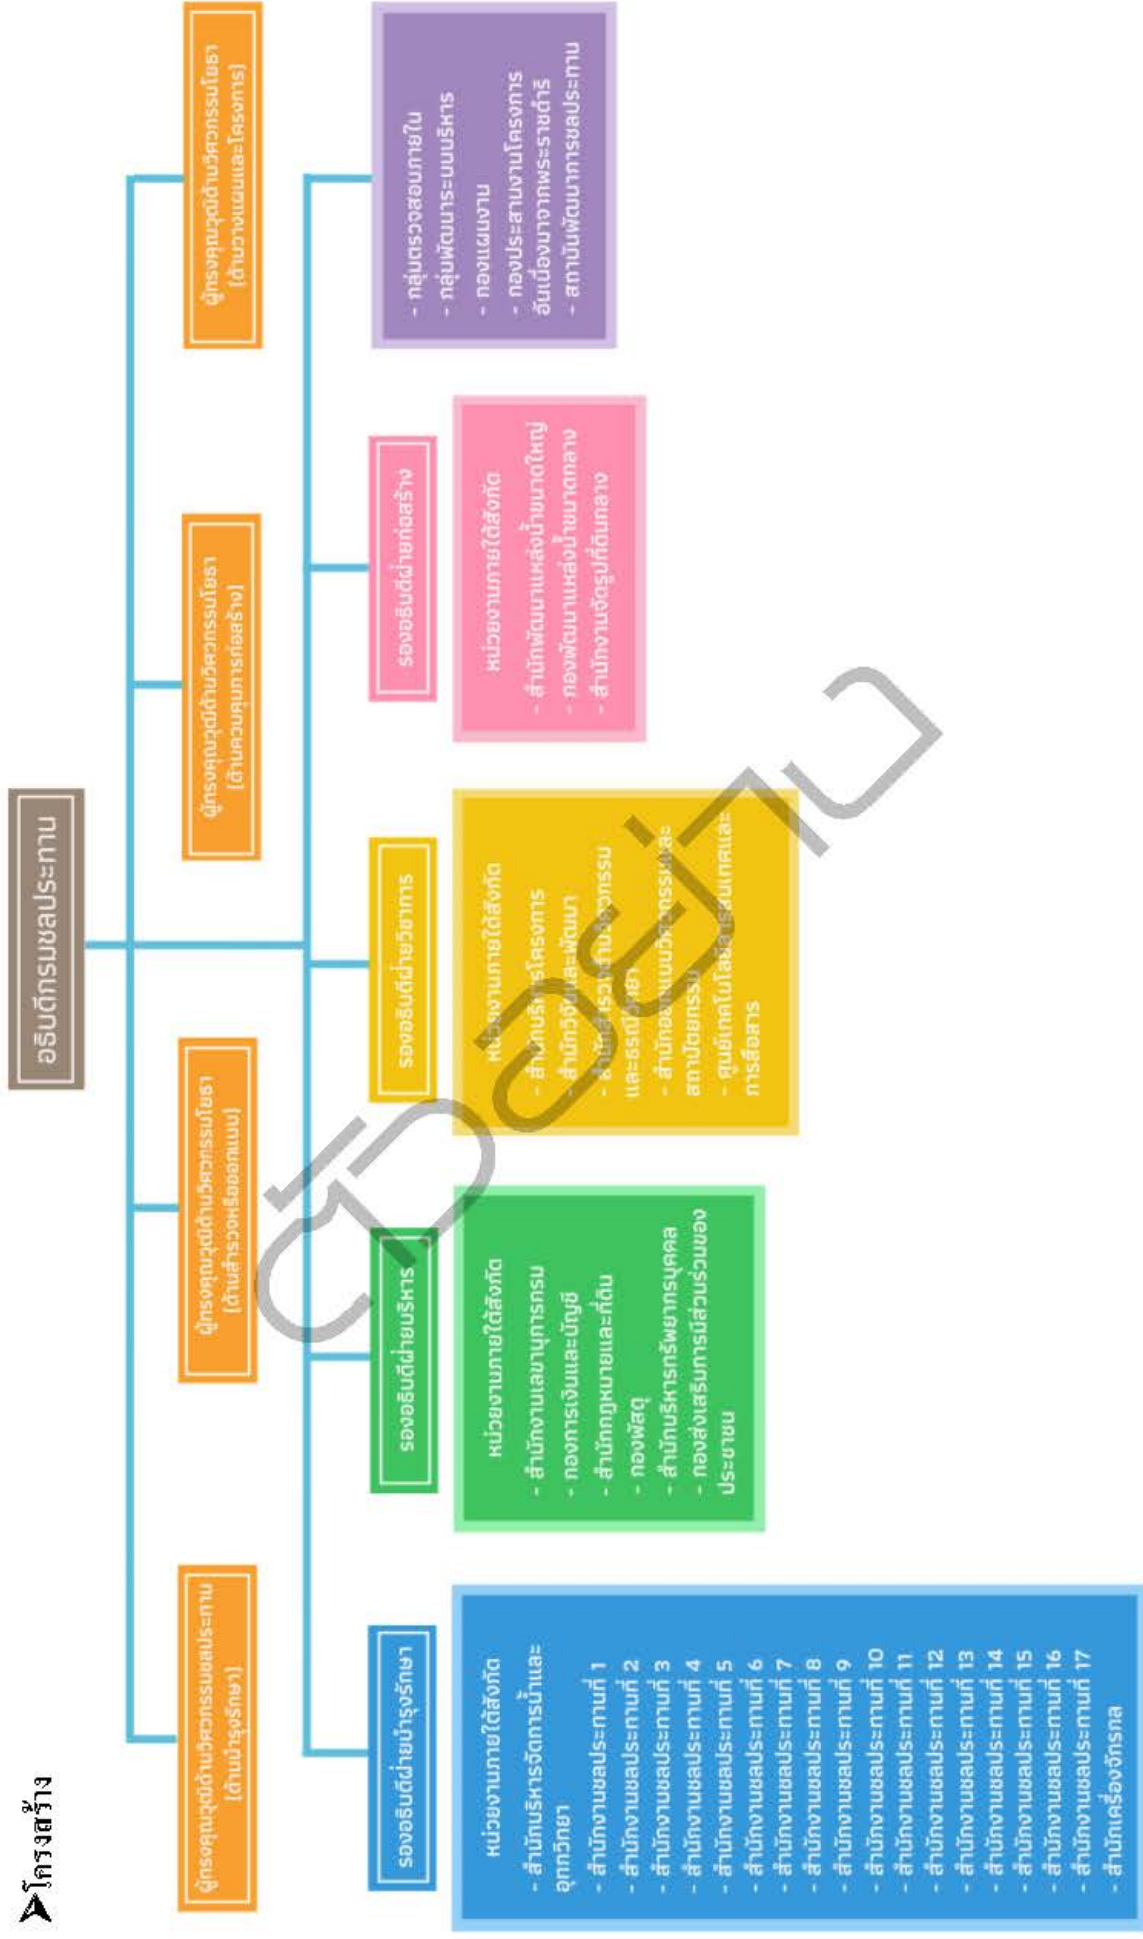 ➤โครงสร้าง
อธิบดีกรมชลประทาน
ผู้ทรงคุณวุฒิด้านวิศวกรรมชลประทาน
(ด้านบำรุงรักษา)
ผู้ทรงคุณวุฒิด้านวิศวกรรมโยธา
(ด้านสำรวจหรือออกแบบ)
ผู้ทรงคุณวุฒิด้านวิศวกรรมโยธา
(ด้านควบคุมการก่อสร้าง)
ผู้ทรงคุณวุฒิด้านวิศวกรรมโยธา
(ด้านวางแผนและโครงการ)
รองอธิบดีฝ่ายบำรุงรักษา
หน่วยงานภายใต้สังกัด
- สำนักบริหารจัดการน้ำและ
อุทกวิทยา
- สำนักงานชลประทานที่ 1
- สำนักงานชลประทานที่ 2
- สำนักงานชลประทานที่ 3
- สำนักงานชลประทานที่ 4
- สำนักงานชลประทานที่ 5
- สำนักงานชลประทานที่ 6
- สำนักงานชลประทานที่ 7
- สำนักงานชลประทานที่ 8
- สำนักงานชลประทานที่ 9
- สำนักงานชลประทานที่ 10
- สำนักงานชลประทานที่ 11
- สำนักงานชลประทานที่ 12
- สำนักงานชลประทานที่ 13
- สำนักงานชลประทานที่ 14
- สำนักงานชลประทานที่ 15
- สำนักงานชลประทานที่ 16
- สำนักงานชลประทานที่ 17
- สำนักเครื่องจักรกล
รองอธิบดีฝ่ายบริหาร
หน่วยงานภายใต้สังกัด
- สำนักงานเลขานุการกรม
- กองการเงินและบัญชี
- สำนักกฎหมายและที่ดิน
- กองพัสดุ
- สำนักบริหารทรัพยากรบุคคล
- กองส่งเสริมการมีส่วนร่วมของ
ประชาชน
รองอธิบดีฝ่ายวิชาการ
หน่วยงานภายใต้สังกัด
- สำนักบริหารโครงการ
- สำนักวิจัยและพัฒนา
- สำนักสำรวจด้านวิศวกรรม
และธรณีวิทยา
- สำนักออกแบบวิศวกรรมและ
สถาปัตยกรรม
- ศูนย์เทคโนโลยีสารสนเทศและ
การสื่อสาร
รองอธิบดีฝ่ายก่อสร้าง
หน่วยงานภายใต้สังกัด
- สำนักพัฒนาแหล่งน้ำขนาดใหญ่
- กองพัฒนาแหล่งน้ำขนาดกลาง
- สำนักงานจัดรูปที่ดินกลาง
- กลุ่มตรวจสอบภายใน
- กลุ่มพัฒนาระบบบริหาร
- กองแผนงาน
- กองประสานงานโครงการ
อันเนื่องมาจากพระราชดำริ
- สถาบันพัฒนาการชลประทาน
ตัวอย่าง